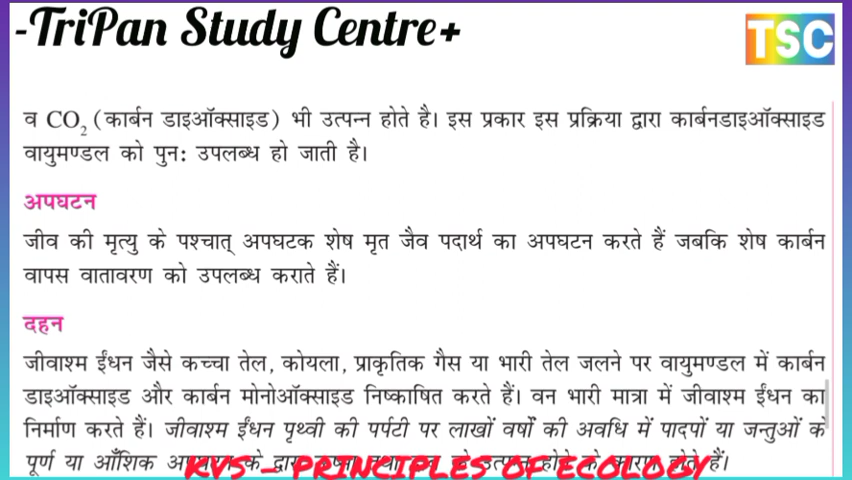 -TriPan Study Centre+
TSC
व CO₂ (कार्बन डाइऑक्साइड) भी उत्पन्न होते है। इस प्रकार इस प्रक्रिया द्वारा कार्बनडाइऑक्साइड
वायुमण्डल को पुन: उपलब्ध हो जाती है।
अपघटन
जीव की मृत्यु के पश्चात् अपघटक शेष मृत जैव पदार्थ का अपघटन करते हैं जबकि शेष कार्बन
वापस वातावरण को उपलब्ध कराते हैं।
दहन
जीवाश्म ईंधन जैसे कच्चा तेल, कोयला, प्राकृतिक गैस या भारी तेल जलने पर वायुमण्डल में कार्बन
डाइऑक्साइड और कार्बन मोनोऑक्साइड निष्काषित करते हैं। वन भारी मात्रा में जीवाश्म ईंधन का
निर्माण करते हैं। जीवाश्म ईंधन पृथ्वी की पर्पटी पर लाखों वर्षों की अवधि में पादपों या जन्तुओं के
पूर्ण या आँशिक के द्वारा उत्पन्न होने के कारण होते हैं।
KVS – PRINCIPLES OF ECOLOGY